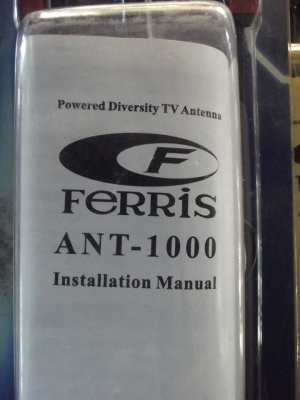 Powered Diversity TV Antenna
F
FeRRiS
ANT-1000
Installation Manual